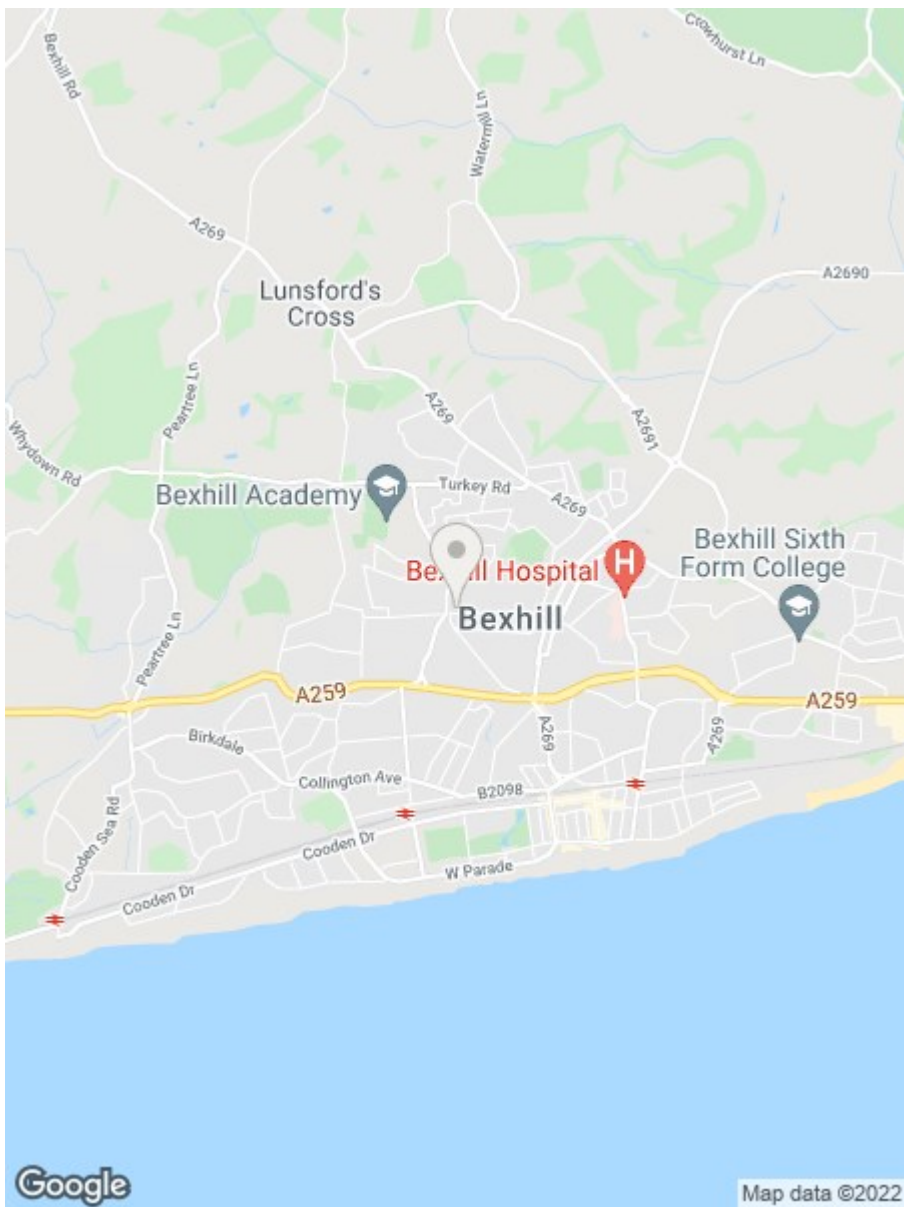 Crowhurst Ln
Bexhill Rd
Watermill Ln
A269
A2690
Lunsford's
Cross
Peartree Ln
A269
A2691
Whydown Rd
Turkey Rd
Bexhill Academy
A269
Bexhill Sixth
Form College
Bexhill Hospital
H
Bexhill
Peartree Ln
A259
A259
Birkdale
A269
A269
Collington Ave
B2098
Cooden Sea Rd
Cooden Dr
W Parade
Cooden Dr
Google
Map data ©2022